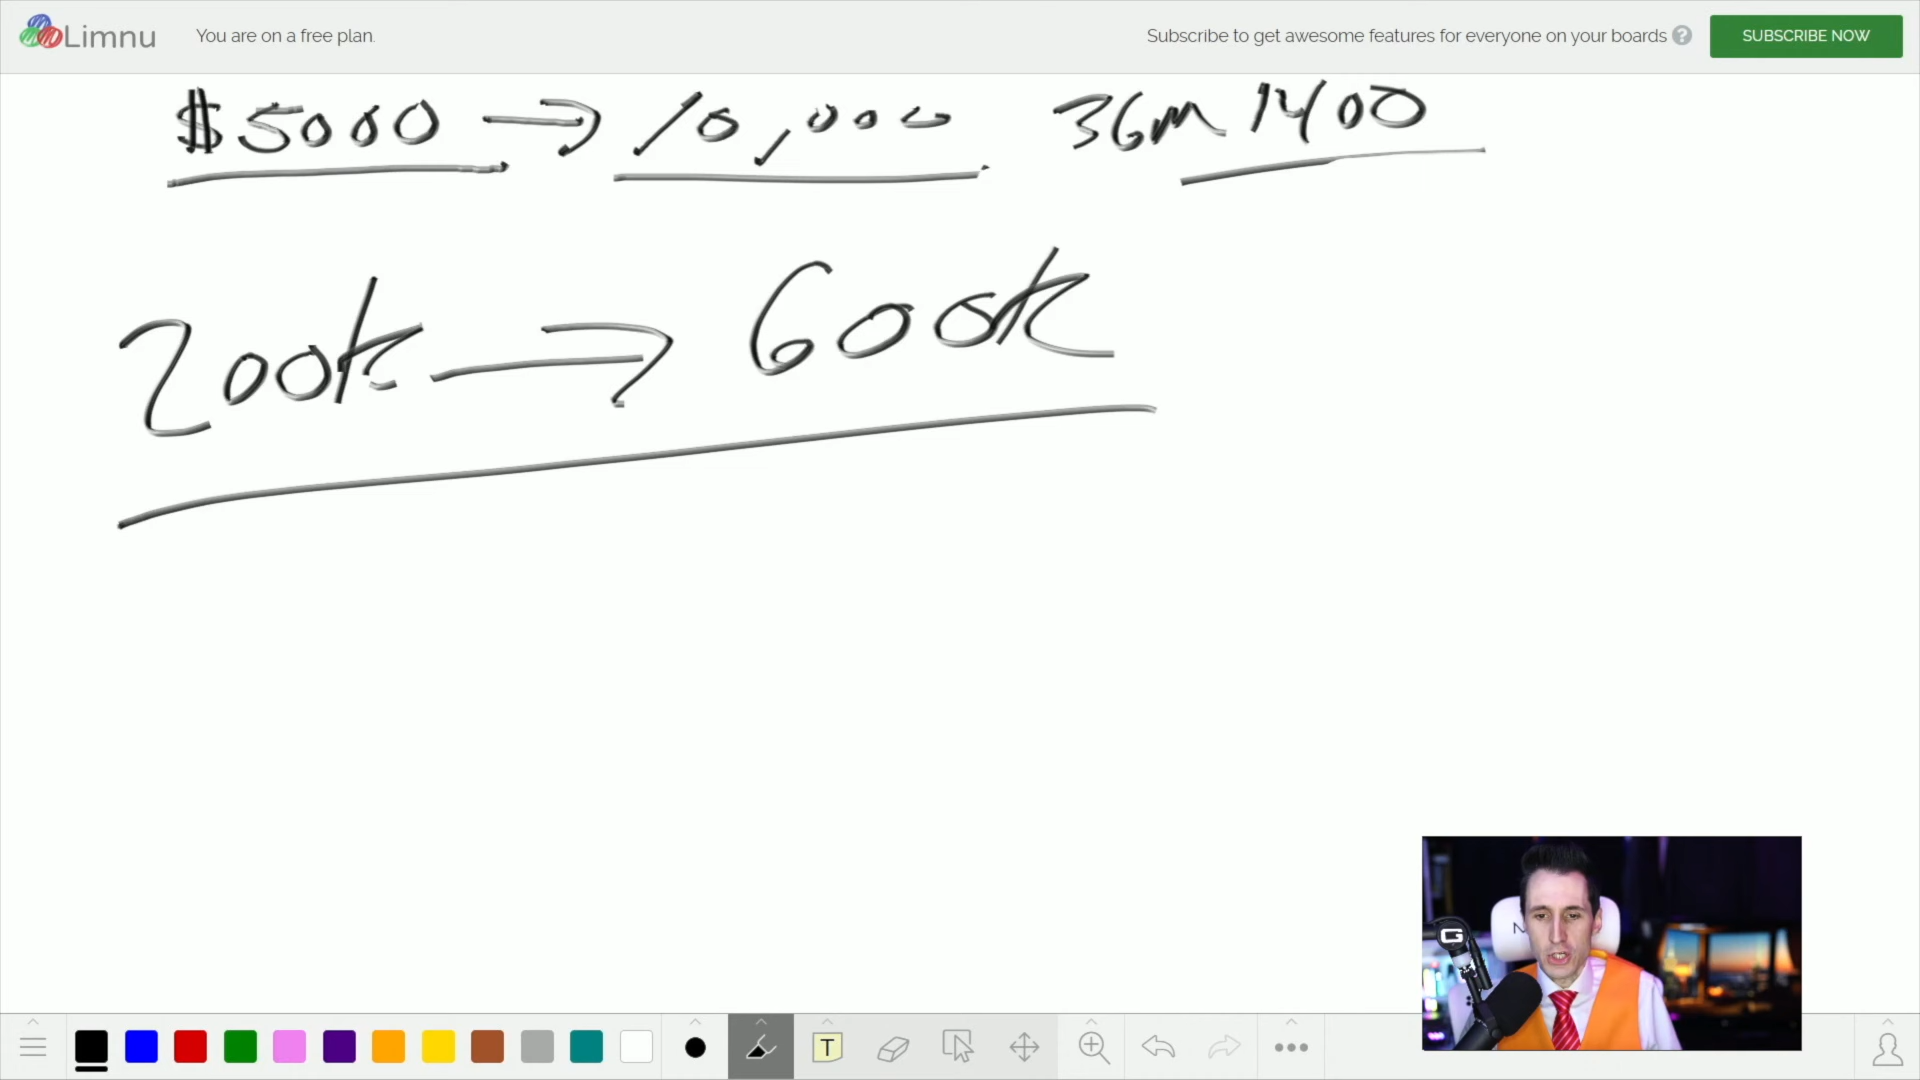 Limnu You are on a free plan. Subscribe to get awesome features for everyone on your boards ? SUBSCRIBE NOW
$5000 → 10,000 36m 1400
200k → 600k
G
T